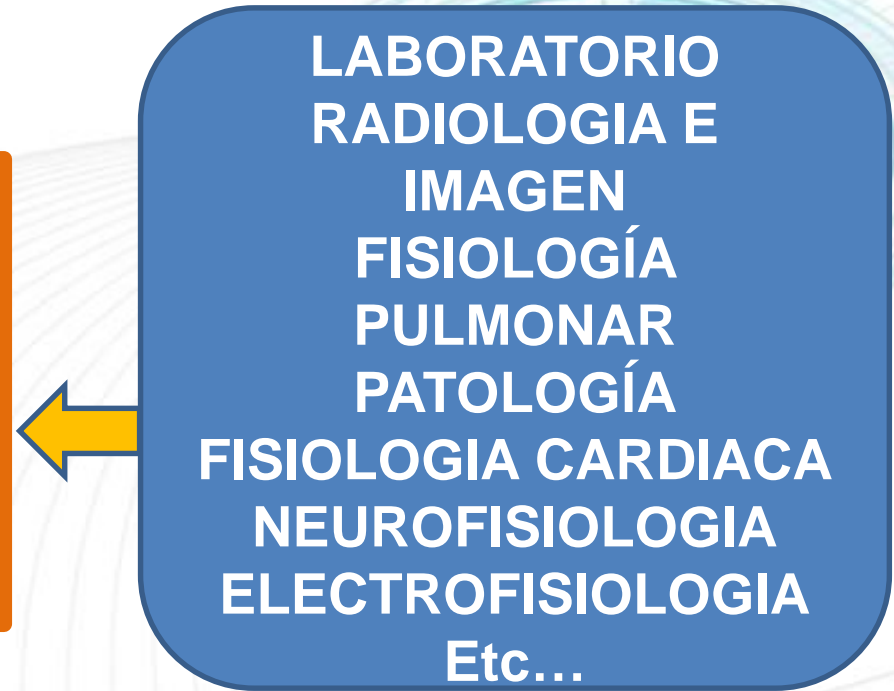 LABORATORIO
RADIOLOGIA E
IMAGEN
FISIOLOGÍA
PULMONAR
PATOLOGÍA
FISIOLOGIA CARDIACA
NEUROFISIOLOGIA
ELECTROFISIOLOGIA
Etc…